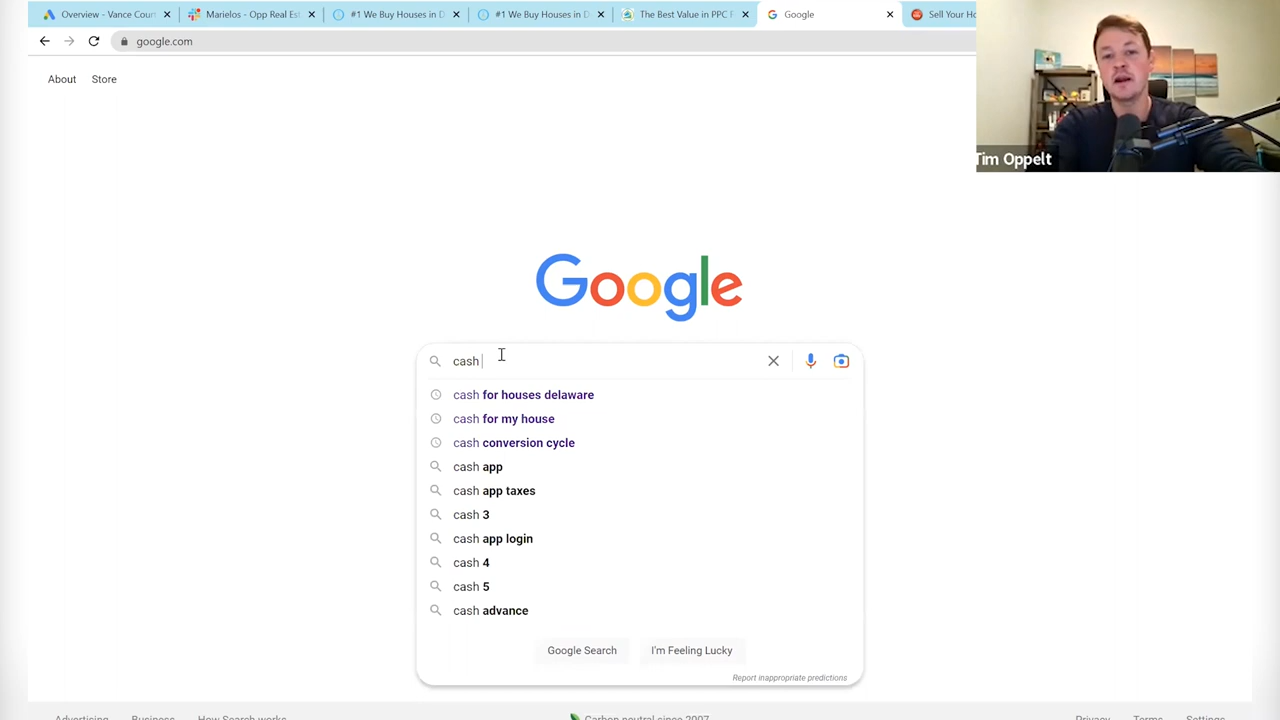 Overview - Vance Court
Marielos - Opp Real Est
#1 We Buy Houses in D
#1 We Buy Houses in D
The Best Value in PPC F
Google
Sell Your Ho
google.com
About Store
Tim Oppelt
Google
cash
cash for houses delaware
cash for my house
cash conversion cycle
cash app
cash app taxes
cash 3
cash app login
cash 4
cash 5
cash advance
Google Search I'm Feeling Lucky
Report inappropriate predictions
Advertising Business How Search works Carbon neutral since 2007 Privacy Terms Settings